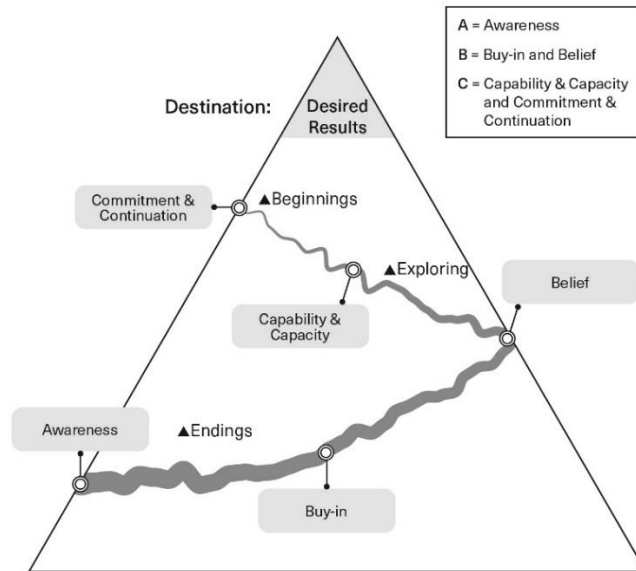 A = Awareness
B = Buy-in and Belief
C = Capability & Capacity
and Commitment &
Continuation
Destination:
Desired
Results
Commitment &
Continuation
▲Beginnings
▲Exploring
Belief
Capability &
Capacity
Awareness
▲Endings
Buy-in